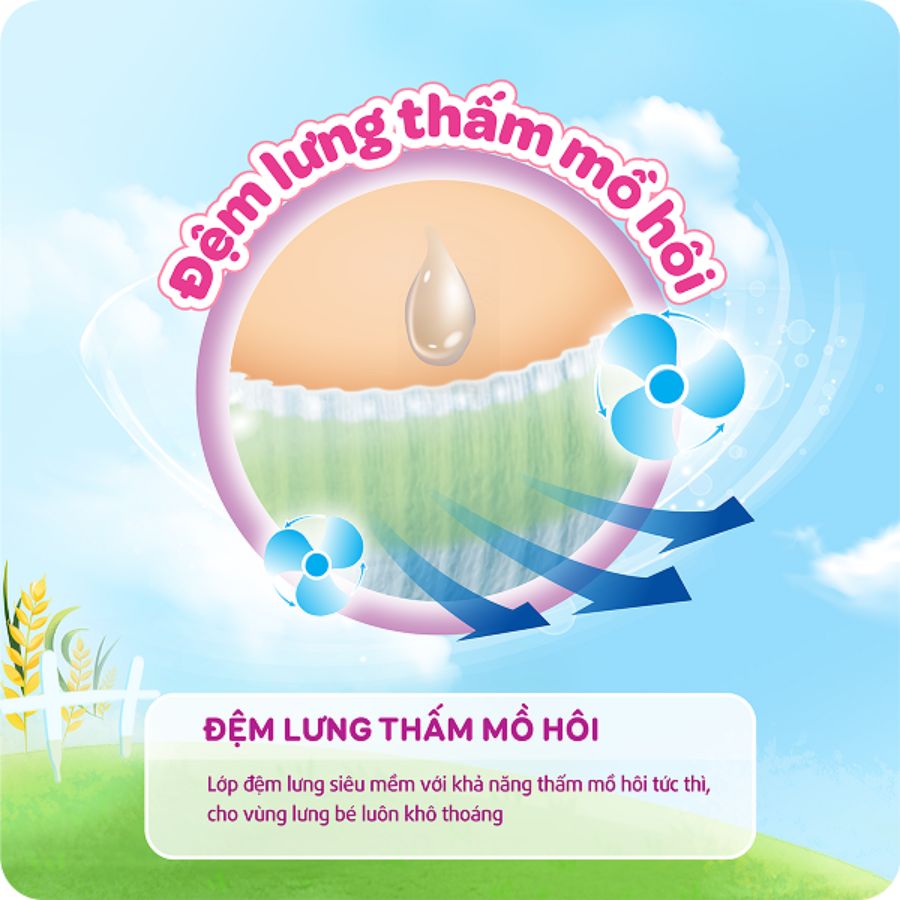 Đệm lưng thấm mồ hôi
ĐỆM LƯNG THẤM MỒ HÔI
Lớp đệm lưng siêu mềm với khả năng thấm mồ hôi tức thì,
cho vùng lưng bé luôn khô thoáng